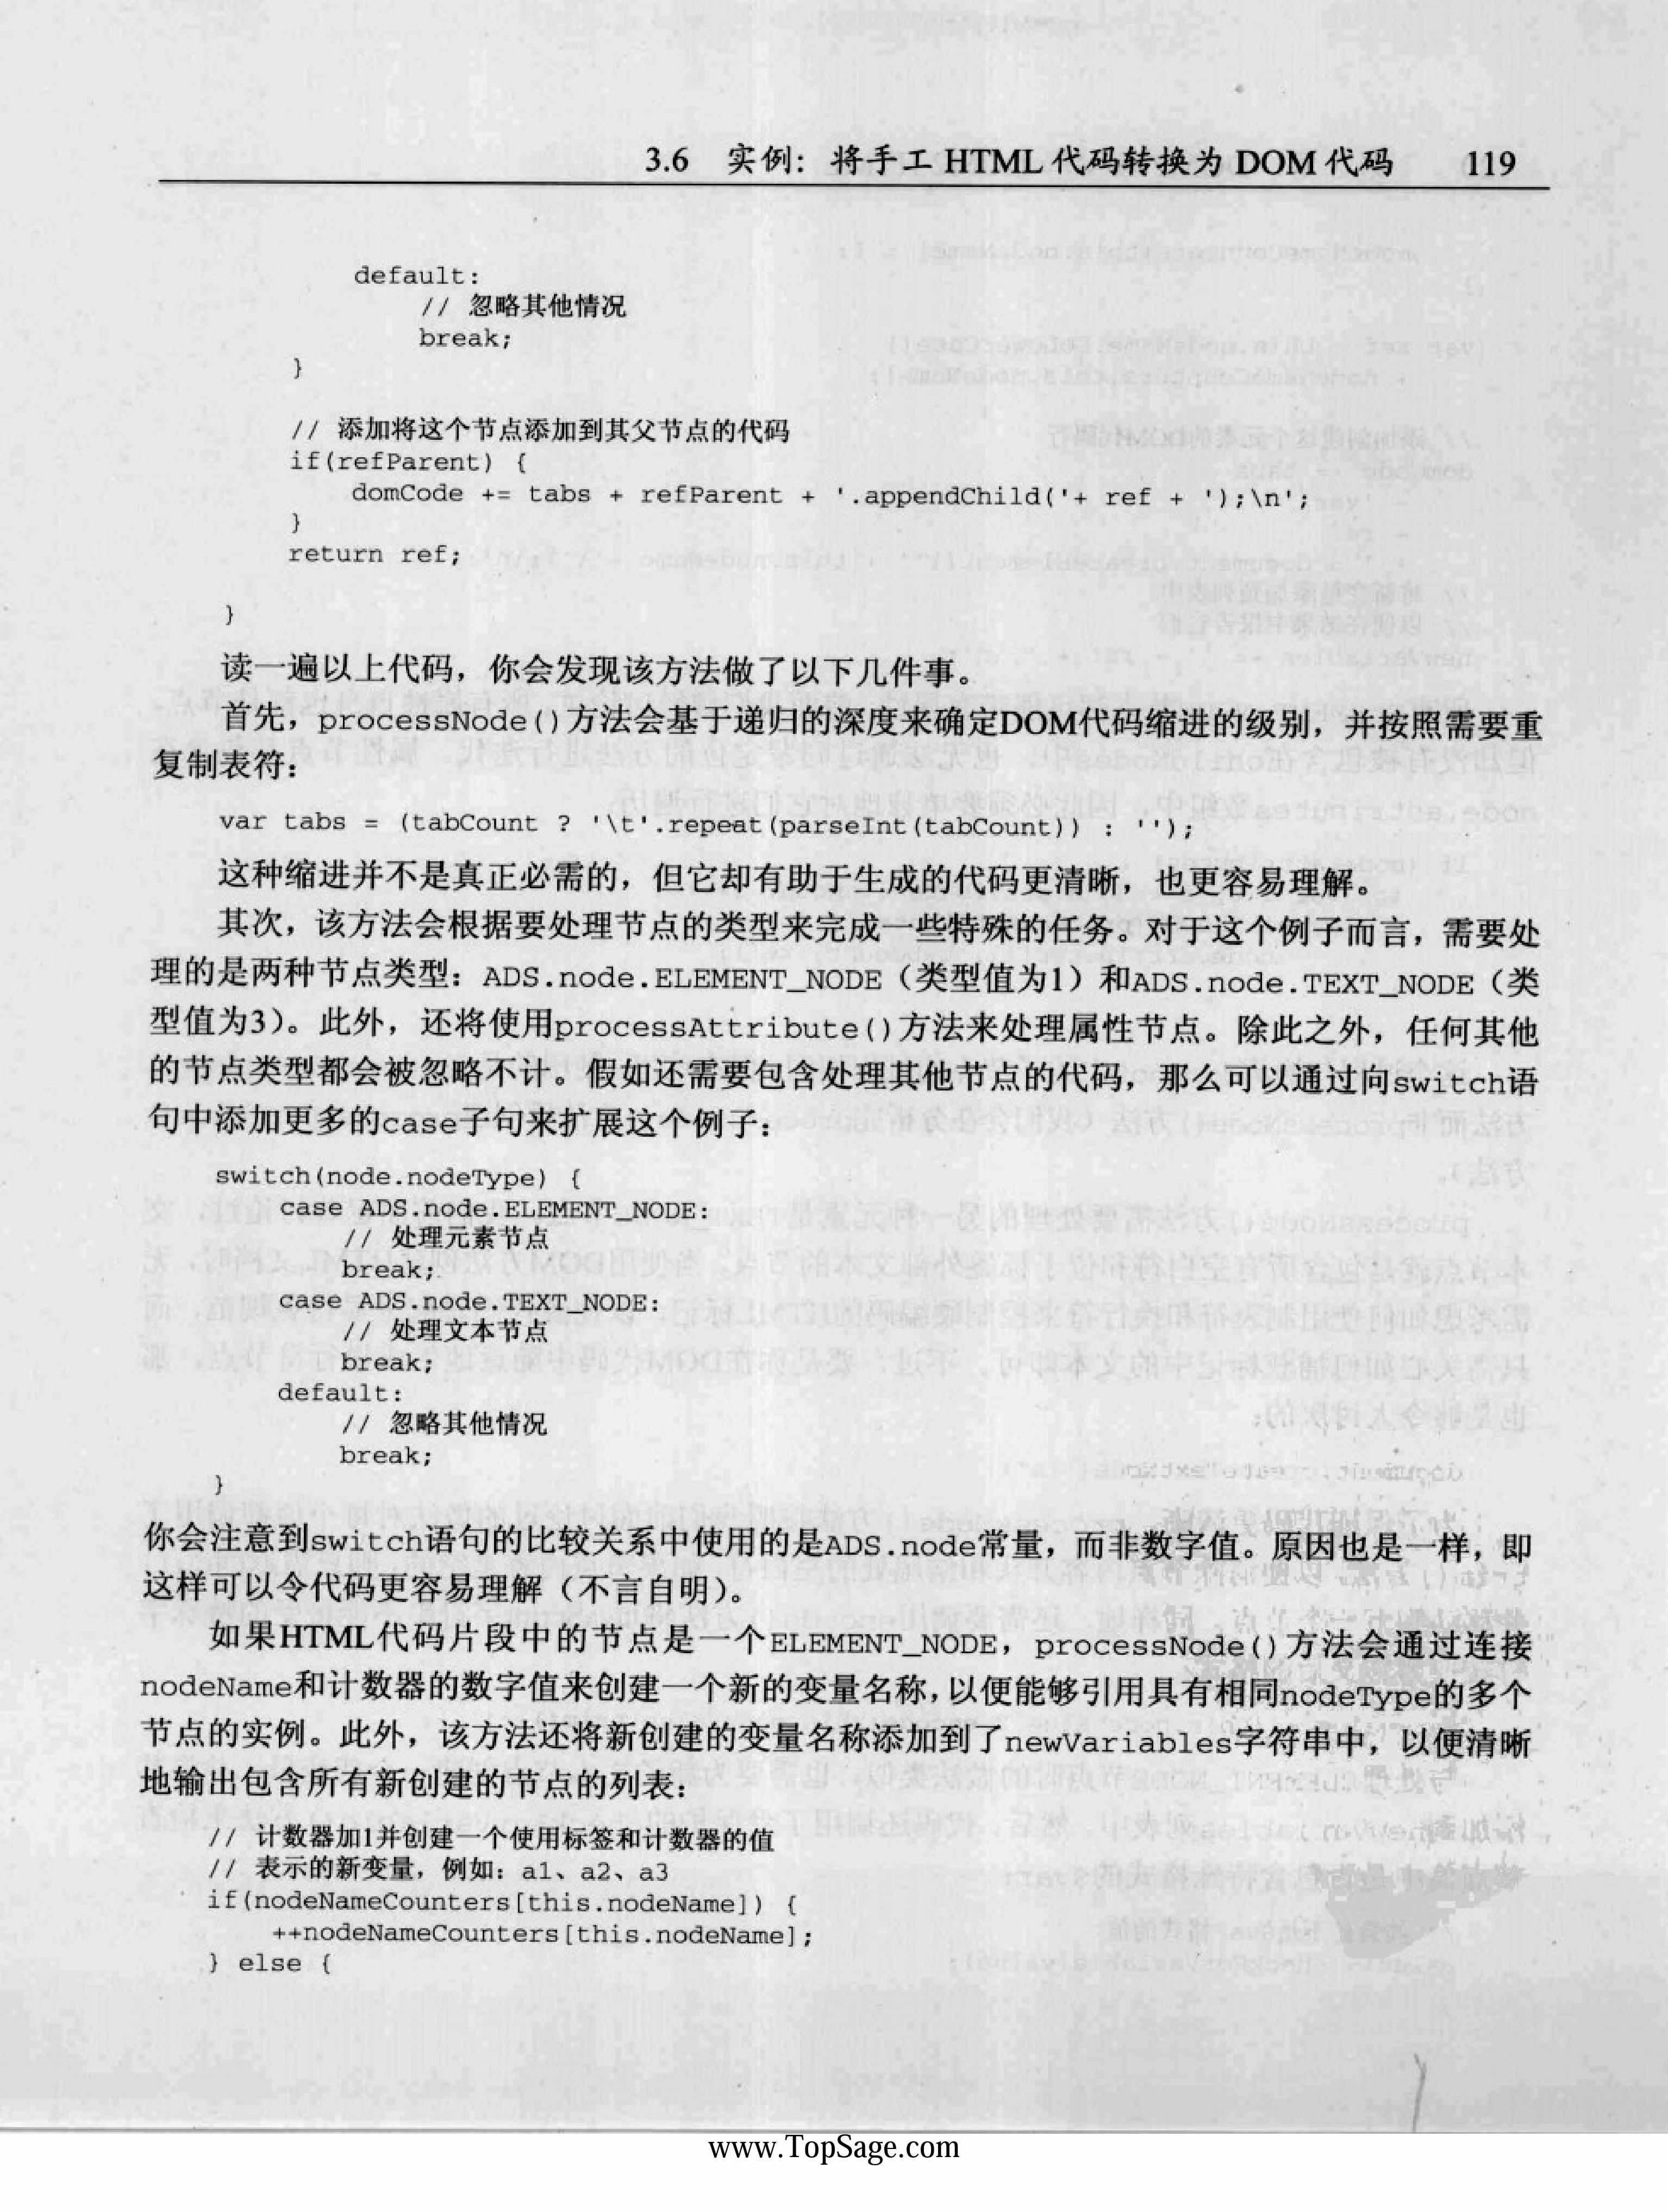 3.6 实例：将手工 HTML 代码转换为 DOM 代码 119
default:
// 忽略其他情况
break;
}
// 添加将这个节点添加到其父节点的代码
if(refParent) {
domCode += tabs + refParent + '.appendChild('+ ref + ');\n';
}
return ref;
}
读一遍以上代码，你会发现该方法做了以下几件事。
首先，processNode()方法会基于递归的深度来确定DOM代码缩进的级别，并按照需要重
复制表符：
var tabs = (tabCount ? '\t'.repeat(parseInt(tabCount)) : '');
这种缩进并不是真正必需的，但它却有助于生成的代码更清晰，也更容易理解。
其次，该方法会根据要处理节点的类型来完成一些特殊的任务。对于这个例子而言，需要处
理的是两种节点类型：ADS.node.ELEMENT_NODE（类型值为1）和ADS.node.TEXT_NODE（类
型值为3）。此外，还将使用processAttribute()方法来处理属性节点。除此之外，任何其他
的节点类型都会被忽略不计。假如还需要包含处理其他节点的代码，那么可以通过向switch语
句中添加更多的case子句来扩展这个例子：
switch(node.nodeType) {
case ADS.node.ELEMENT_NODE:
// 处理元素节点
break;
case ADS.node.TEXT_NODE:
// 处理文本节点
break;
default:
// 忽略其他情况
break;
}
你会注意到switch语句的比较关系中使用的是ADS.node常量，而非数字值。原因也是一样，即
这样可以令代码更容易理解（不言自明）。
如果HTML代码片段中的节点是一个ELEMENT_NODE，processNode()方法会通过连接
nodeName和计数器的数字值来创建一个新的变量名称，以便能够引用具有相同nodeType的多个
节点的实例。此外，该方法还将新创建的变量名称添加到了newVariables字符串中，以便清晰
地输出包含所有新创建的节点的列表：
// 计数器加1并创建一个使用标签和计数器的值
// 表示的新变量，例如：a1、a2、a3
if(nodeNameCounters[this.nodeName]) {
++nodeNameCounters[this.nodeName];
} else {
www.TopSage.com